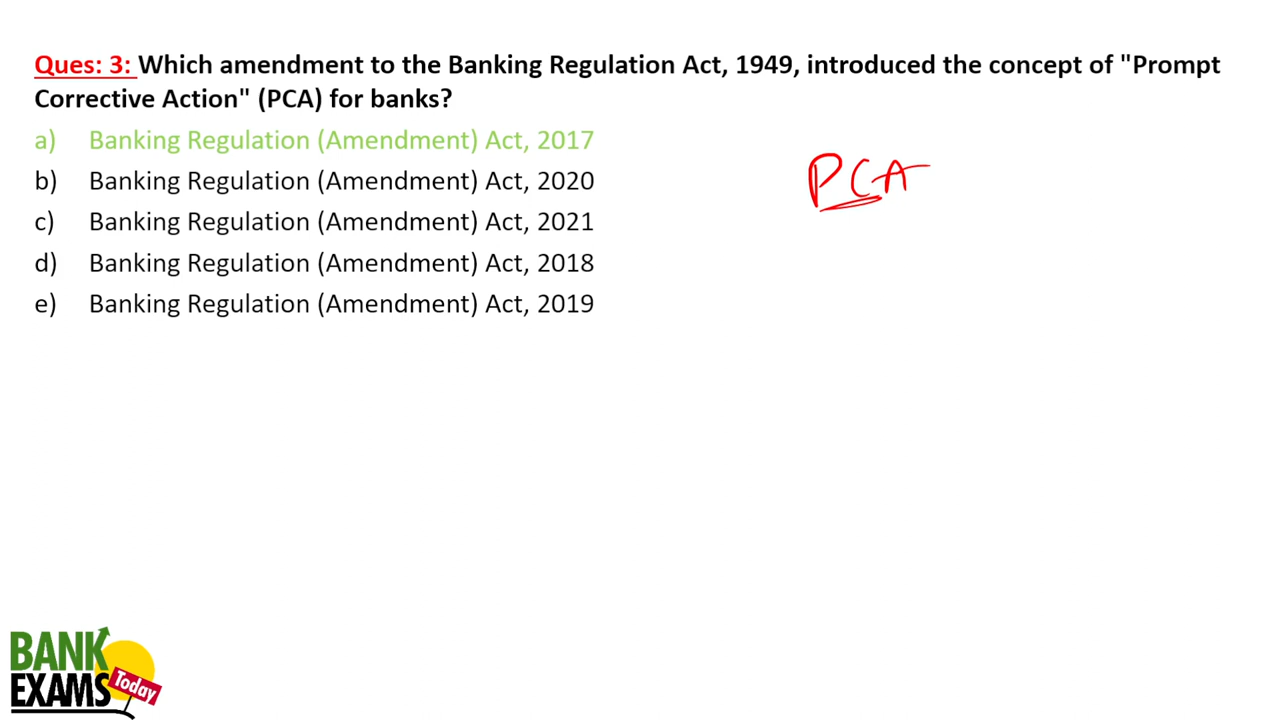 Ques: 3: Which amendment to the Banking Regulation Act, 1949, introduced the concept of "Prompt
Corrective Action" (PCA) for banks?
a) Banking Regulation (Amendment) Act, 2017
b) Banking Regulation (Amendment) Act, 2020
c) Banking Regulation (Amendment) Act, 2021
d) Banking Regulation (Amendment) Act, 2018
e) Banking Regulation (Amendment) Act, 2019
PCA
BANK
EXAMS
Today